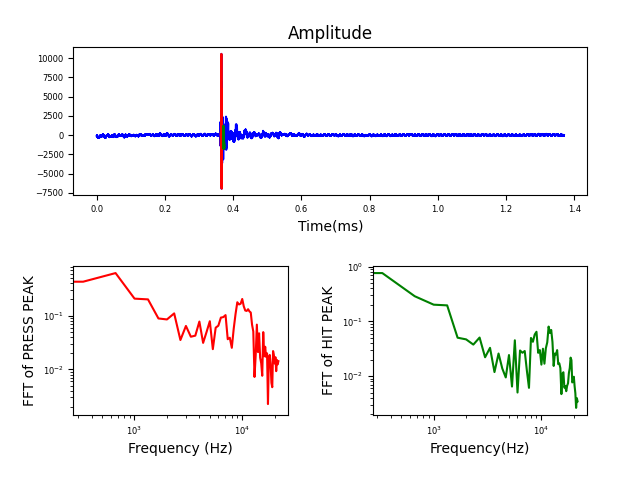 Amplitude
10000
7500
5000
2500
0
−2500
−5000
−7500
0.0 0.2 0.4 0.6 0.8 1.0 1.2 1.4
Time(ms)
FFT of PRESS PEAK
10⁻¹
10⁻²
10³ 10⁴
Frequency (Hz)
FFT of HIT PEAK
10⁰
10⁻¹
10⁻²
10³ 10⁴
Frequency(Hz)